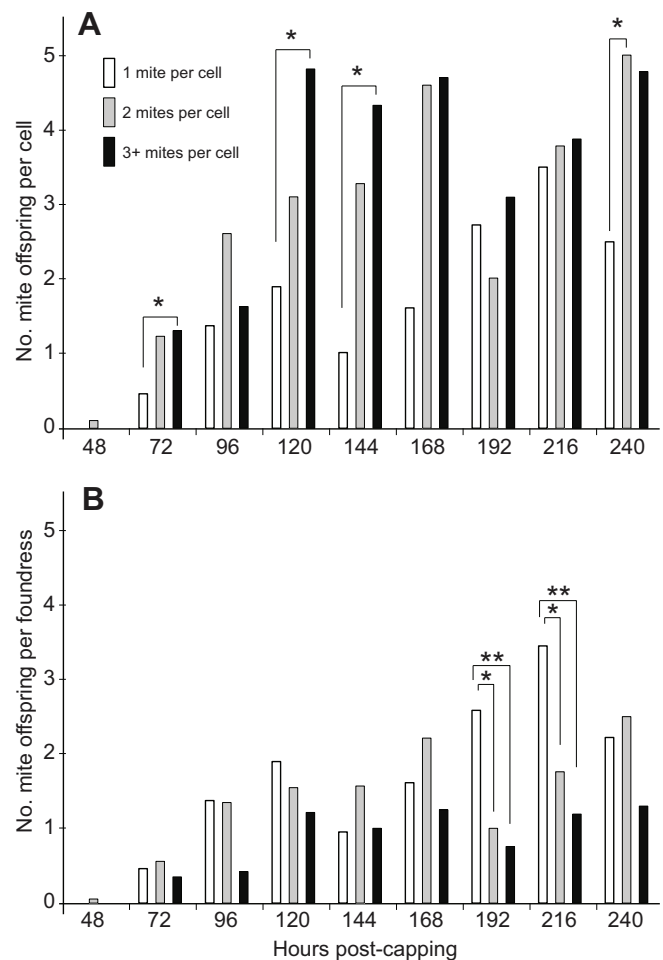 A
No. mite offspring per cell
5
4
3
2
1
0
1 mite per cell
2 mites per cell
3+ mites per cell
*
*
*
*
48 72 96 120 144 168 192 216 240
B
No. mite offspring per foundress
5
4
3
2
1
0
**
*
**
*
48 72 96 120 144 168 192 216 240
Hours post-capping